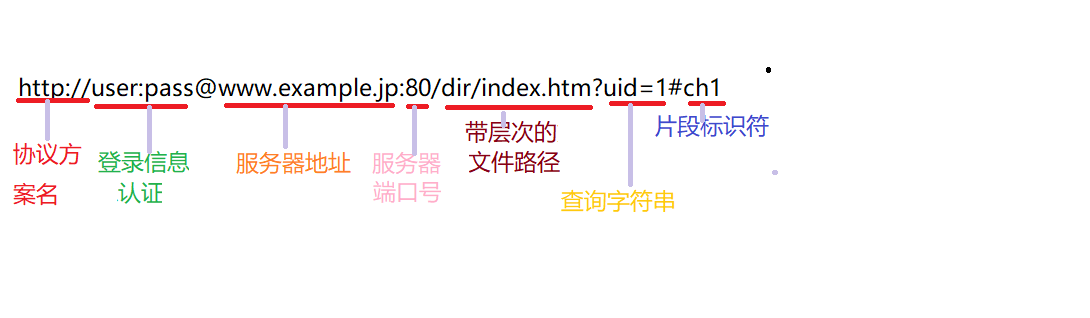 http://user:pass@www.example.jp:80/dir/index.htm?uid=1#ch1
协议方
案名
登录信息
认证
服务器地址
服务器
端口号
带层次的
文件路径
查询字符串
片段标识符